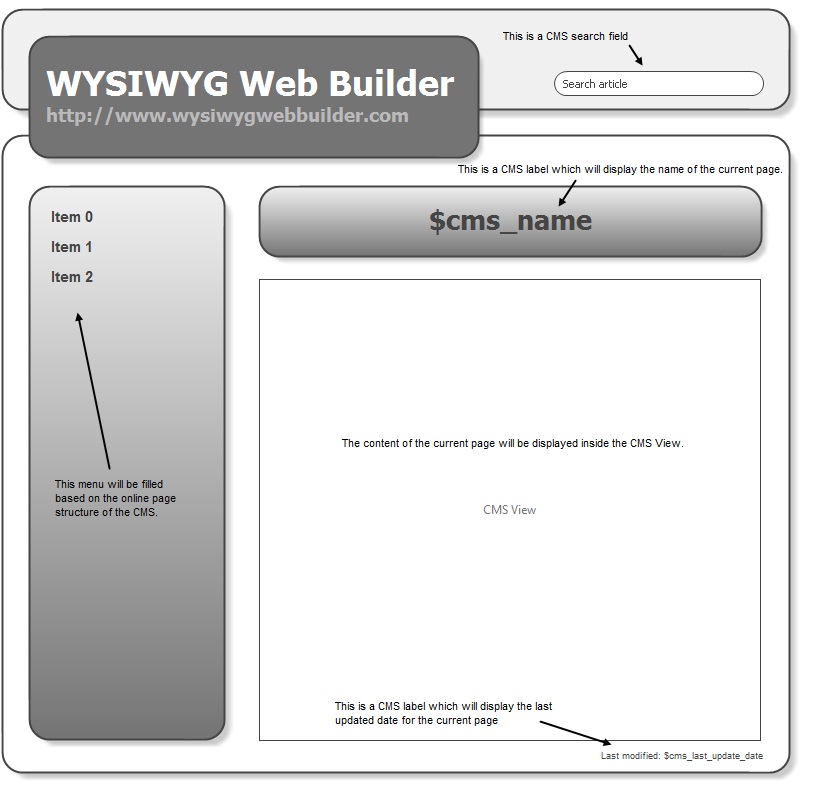 This is a CMS search field
WYSIWYG Web Builder
http://www.wysiwygwebbuilder.com
Search article
This is a CMS label which will display the name of the current page.
$cms_name
Item 0
Item 1
Item 2
This menu will be filled
based on the online page
structure of the CMS.
The content of the current page will be displayed inside the CMS View.
CMS View
This is a CMS label which will display the last
updated date for the current page
Last modified: $cms_last_update_date